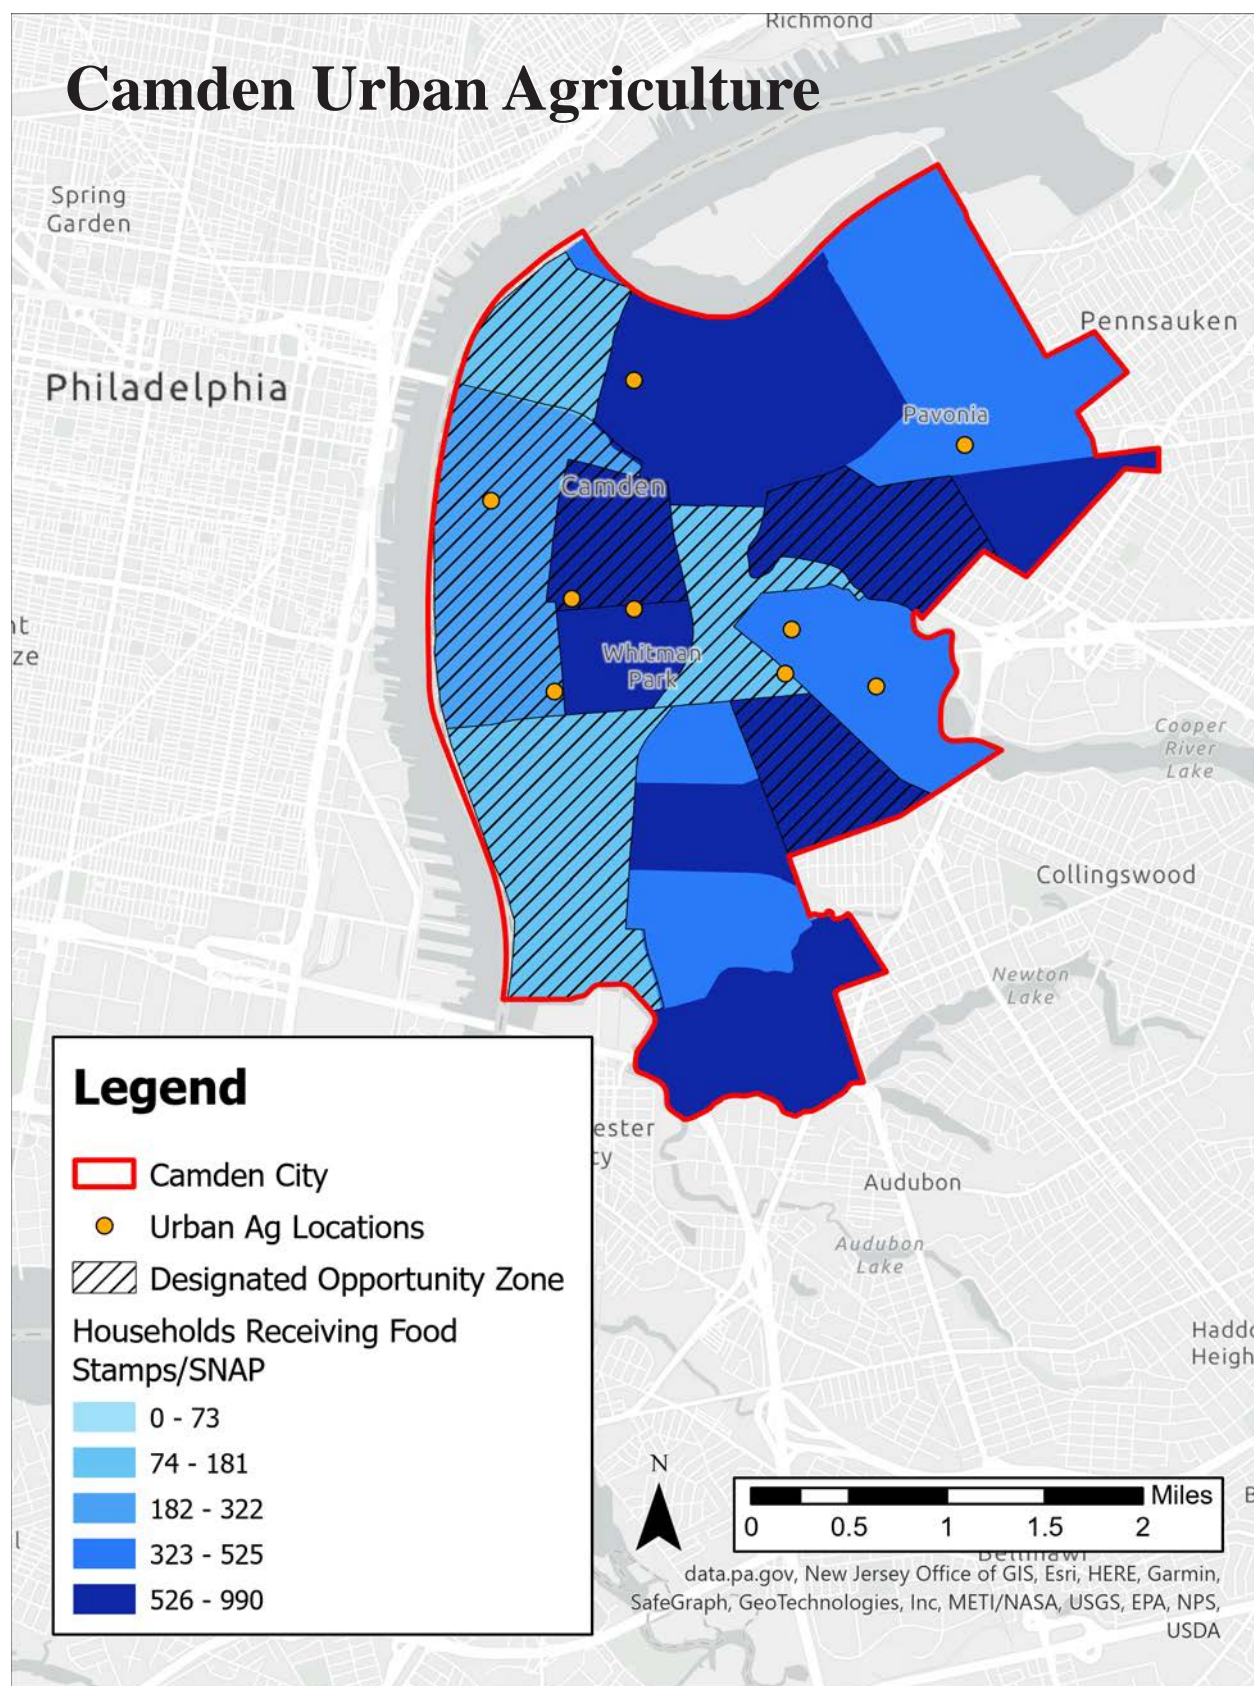 Richmond
Camden Urban Agriculture
Spring
Garden
Pennsauken
Philadelphia
Pavonia
Camden
Whitman
Park
Cooper
River
Lake
Collingswood
Newton
Lake
Audubon
Audubon
Lake
Legend
Camden City
Urban Ag Locations
Designated Opportunity Zone
Households Receiving Food
Stamps/SNAP
0 - 73
74 - 181
182 - 322
323 - 525
526 - 990
N
Miles
0 0.5 1 1.5 2
data.pa.gov, New Jersey Office of GIS, Esri, HERE, Garmin,
SafeGraph, GeoTechnologies, Inc, METI/NASA, USGS, EPA, NPS,
USDA